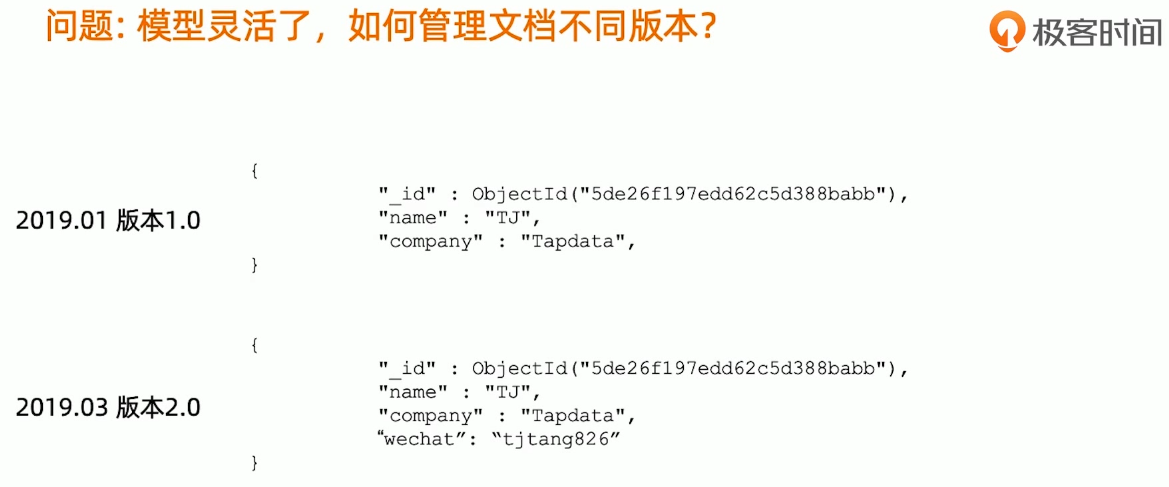 问题: 模型灵活了，如何管理文档不同版本？
极客时间
{
"_id" : ObjectId("5de26f197edd62c5d388babb"),
2019.01 版本1.0
"name" : "TJ",
"company" : "Tapdata",
}
{
"_id" : ObjectId("5de26f197edd62c5d388babb"),
"name" : "TJ",
2019.03 版本2.0
"company" : "Tapdata",
“wechat”: “tjtang826”
}